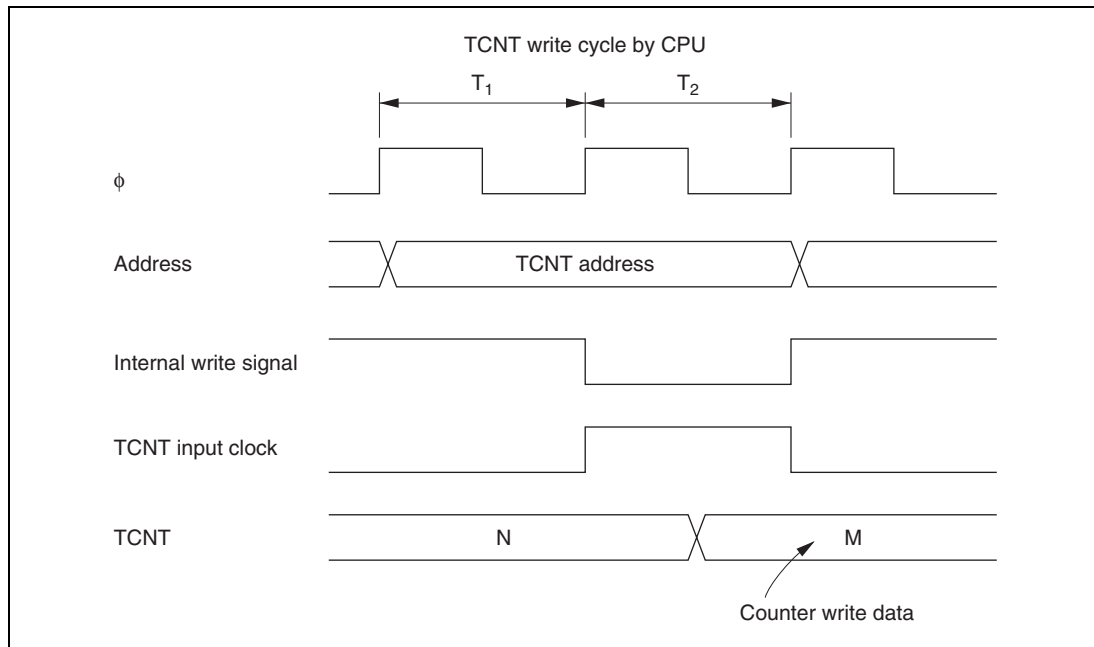 TCNT write cycle by CPU
T1 T2
ϕ
Address TCNT address
Internal write signal
TCNT input clock
TCNT N M
Counter write data